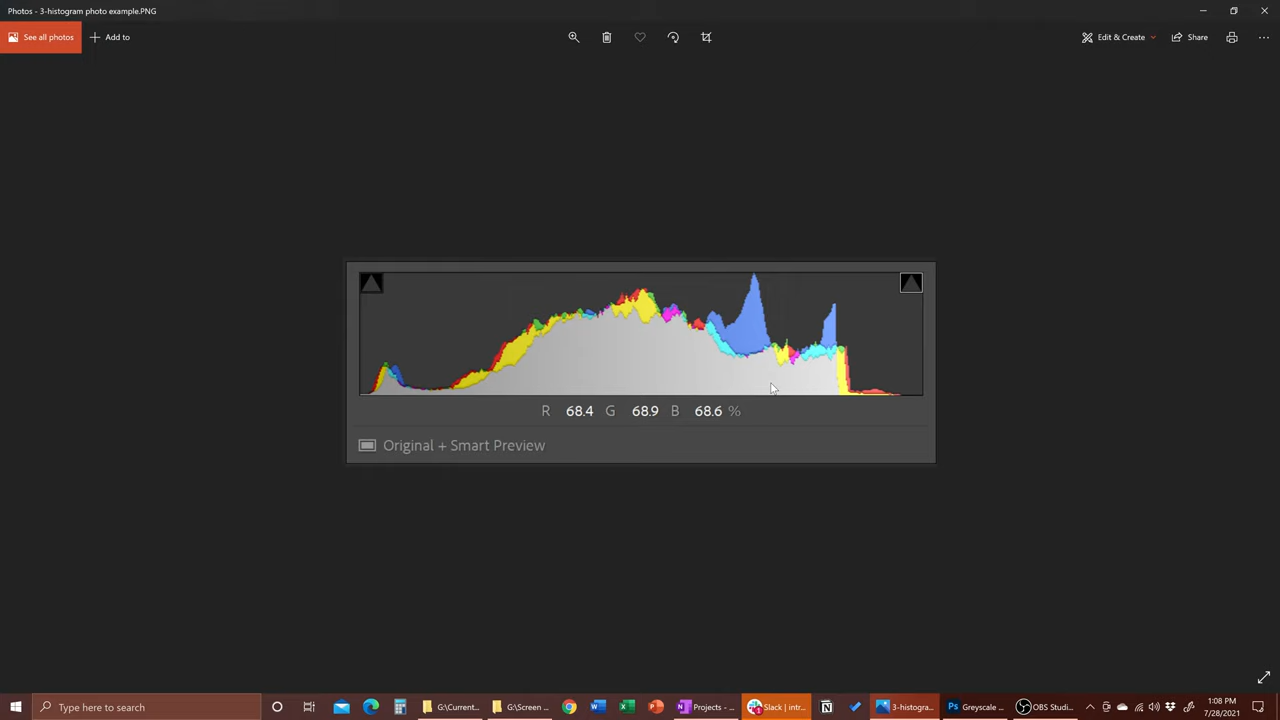 Photos - 3-histogram photo example.PNG
See all photos
Add to
Edit & Create
Share
R 68.4 G 68.9 B 68.6 %
Original + Smart Preview
Type here to search
G:\Current...
G:\Screen ...
Projects - ...
Slack | intr...
3-histogra...
Greyscale ...
OBS Studi...
1:08 PM
7/28/2021